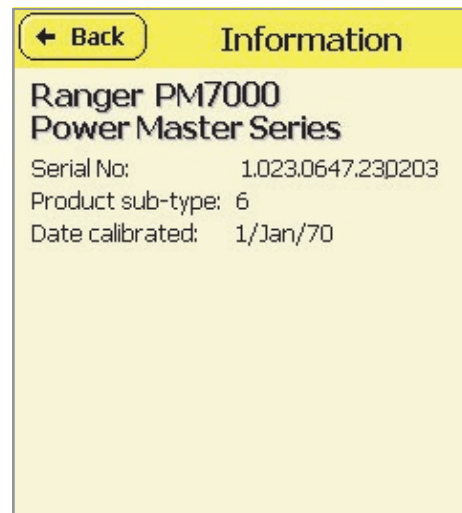 ← Back
Information
Ranger PM7000
Power Master Series
Serial No: 1.023.0647.230203
Product sub-type: 6
Date calibrated: 1/Jan/70